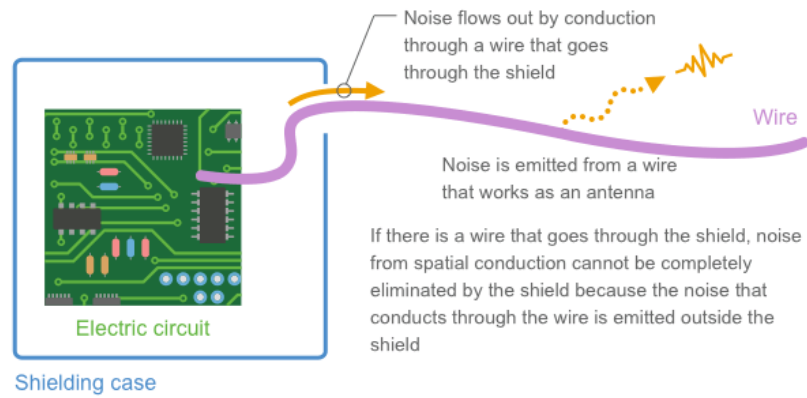 Noise flows out by conduction
through a wire that goes
through the shield
Wire
Noise is emitted from a wire
that works as an antenna
If there is a wire that goes through the shield, noise
from spatial conduction cannot be completely
eliminated by the shield because the noise that
conducts through the wire is emitted outside the
shield
Electric circuit
Shielding case